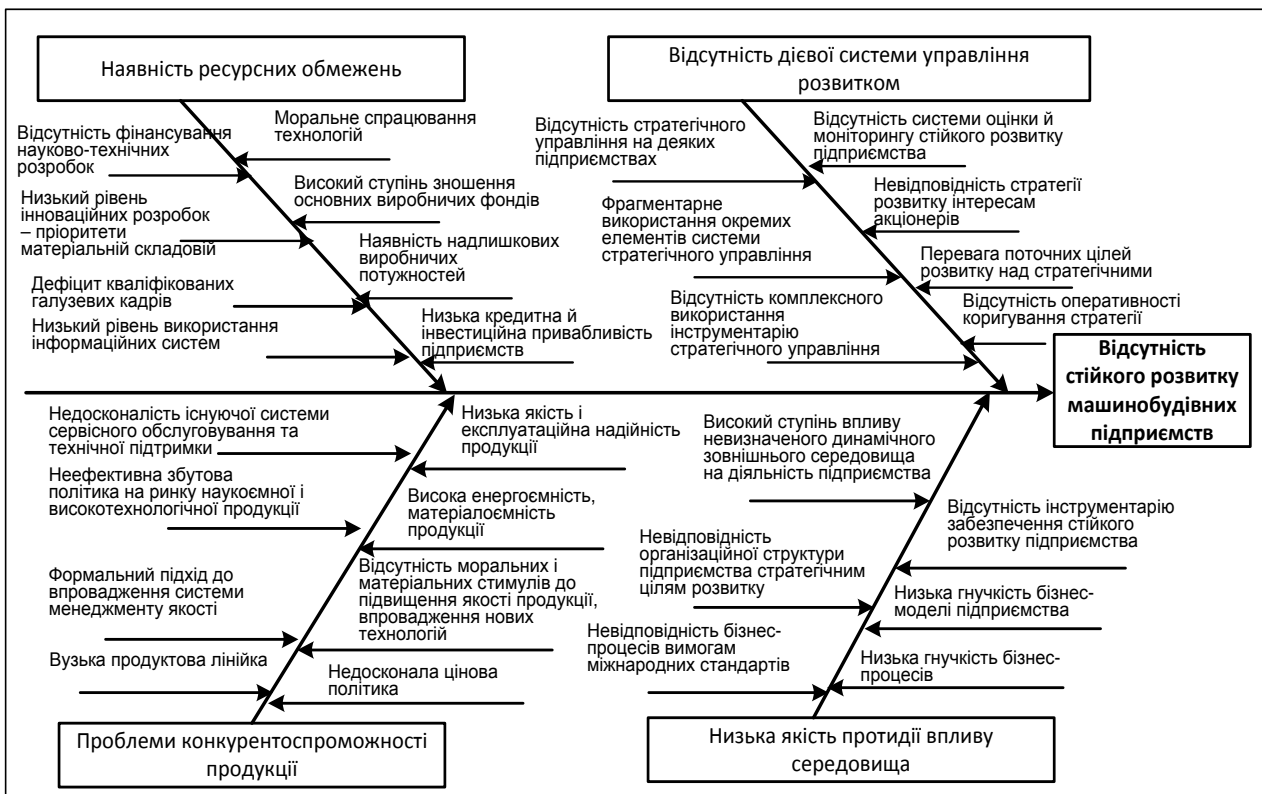 Наявність ресурсних обмежень
Відсутність дієвої системи управління
розвитком
Моральне спрацювання
технологій
Відсутність фінансування
науково-технічних
розробок
Високий ступінь зношення
основних виробничих фондів
Низький рівень
інноваційних розробок
– пріоритети
матеріальній складовій
Наявність надлишкових
виробничих
потужностей
Дефіцит кваліфікованих
галузевих кадрів
Низька кредитна й
інвестиційна привабливість
підприємств
Низький рівень використання
інформаційних систем
Відсутність стратегічного
управління на деяких
підприємствах
Відсутність системи оцінки й
моніторингу стійкого розвитку
підприємства
Фрагментарне
використання окремих
елементів системи
стратегічного управління
Невідповідність стратегії
розвитку інтересам
акціонерів
Перевага поточних цілей
розвитку над стратегічними
Відсутність комплексного
використання
інструментарію
стратегічного управління
Відсутність оперативності
коригування стратегії
Відсутність
стійкого розвитку
машинобудівних
підприємств
Недосконалість існуючої системи
сервісного обслуговування та
технічної підтримки
Низька якість і
експлуатаційна надійність
продукції
Неефективна збутова
політика на ринку наукоємної і
високотехнологічної продукції
Висока енергоємність,
матеріалоємність
продукції
Формальний підхід до
впровадження системи
менеджменту якості
Відсутність моральних і
матеріальних стимулів до
підвищення якості продукції,
впровадження нових
технологій
Вузька продуктова лінійка
Недосконала цінова
політика
Високий ступінь впливу
невизначеного динамічного
зовнішнього середовища
на діяльність підприємства
Відсутність інструментарію
забезпечення стійкого
розвитку підприємства
Невідповідність
організаційної структури
підприємства стратегічним
цілям розвитку
Низька гнучкість бізнес-
моделі підприємства
Невідповідність бізнес-
процесів вимогам
міжнародних стандартів
Низька гнучкість бізнес-
процесів
Проблеми конкурентоспроможності
продукції
Низька якість протидії впливу
середовища